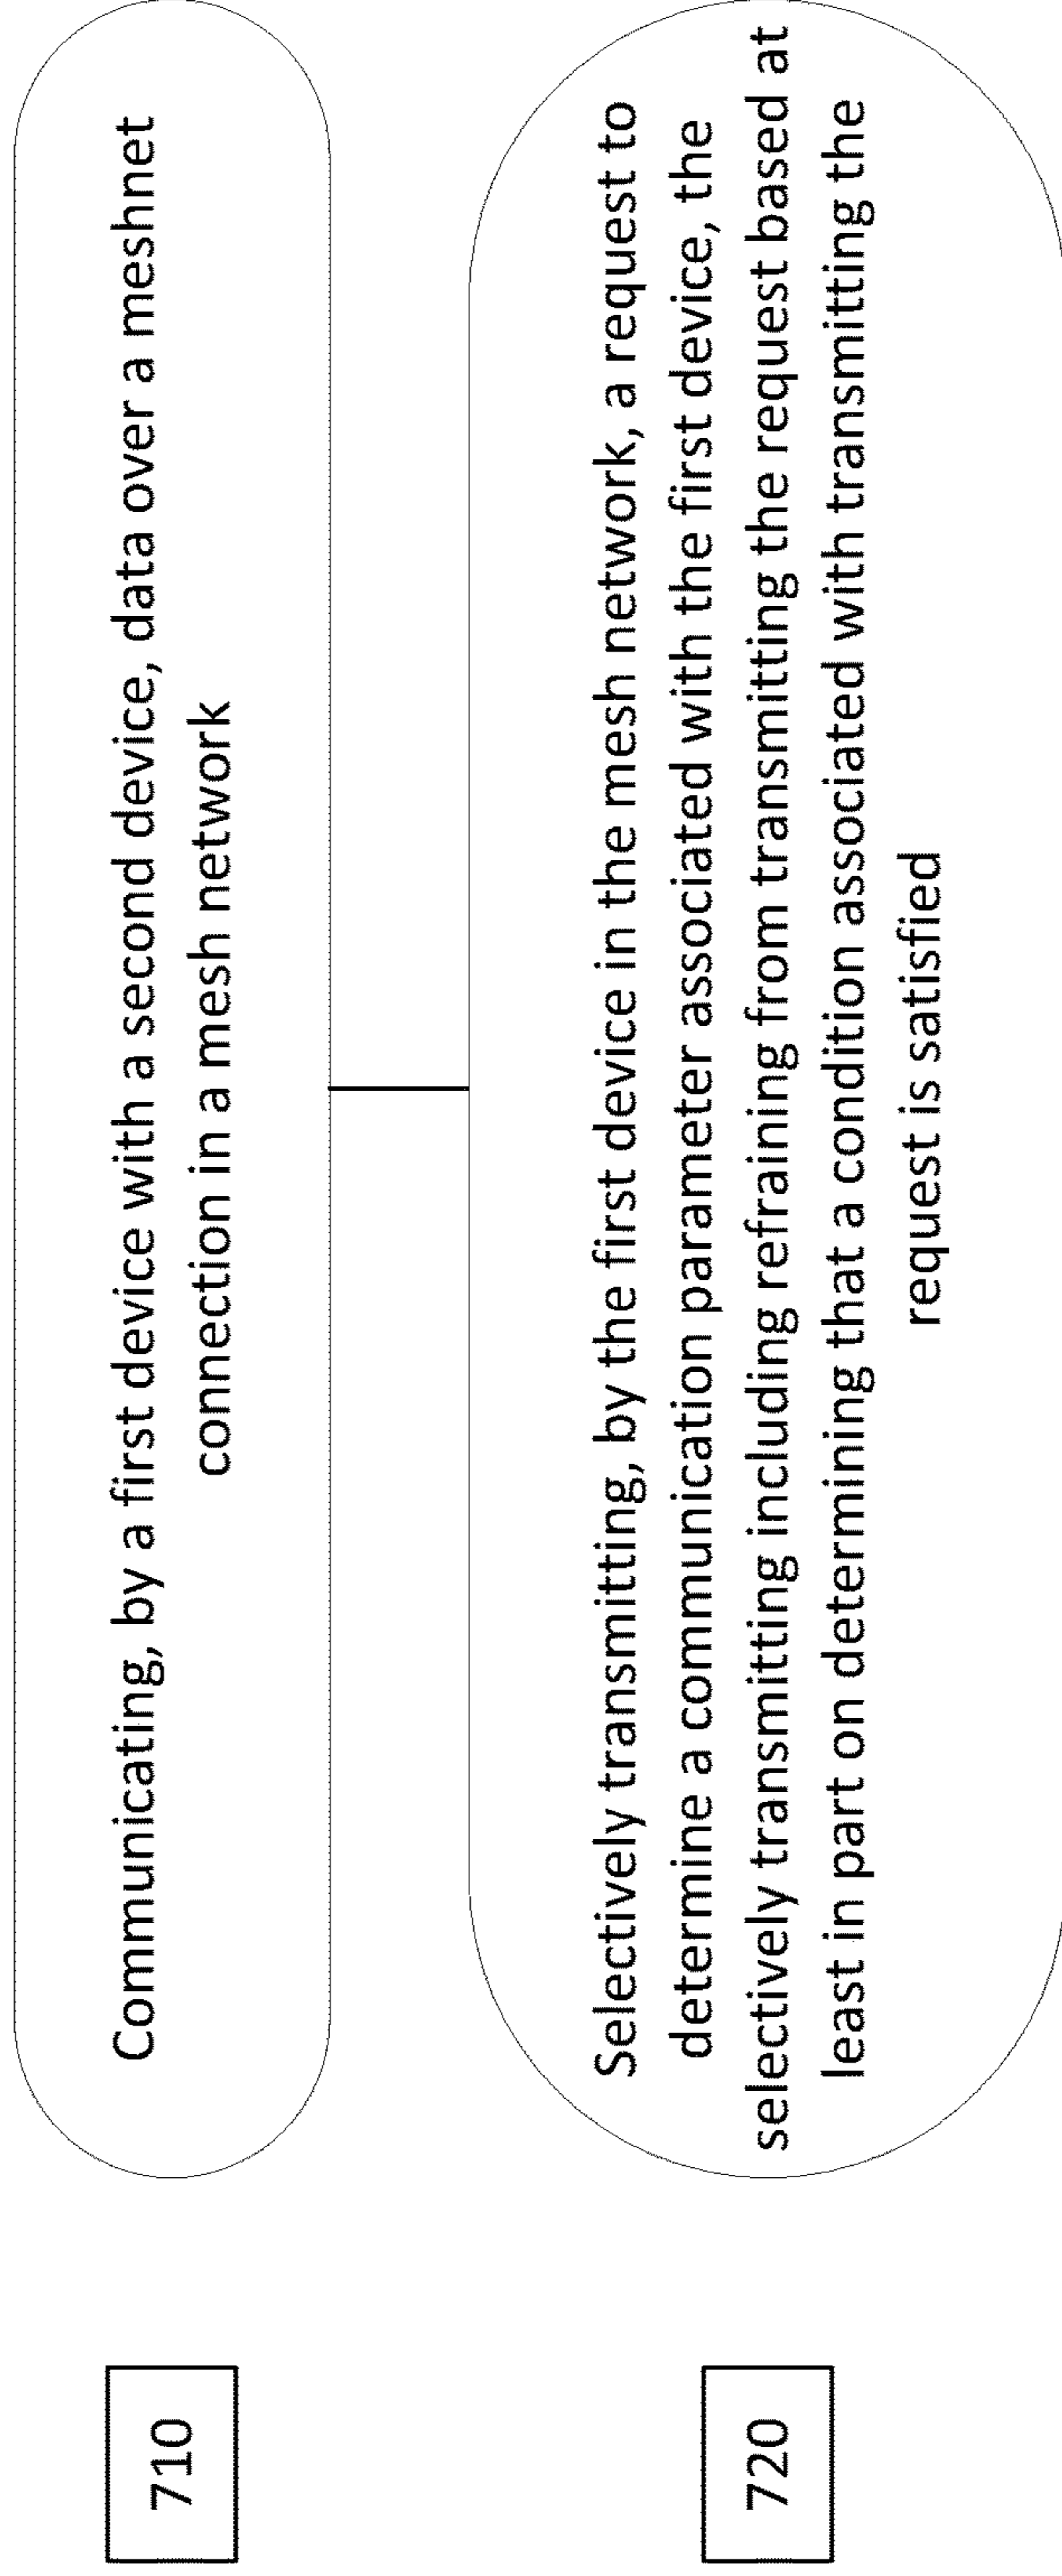 710
Communicating, by a first device with a second device, data over a meshnet
connection in a mesh network
720
Selectively transmitting, by the first device in the mesh network, a request to
determine a communication parameter associated with the first device, the
selectively transmitting including refraining from transmitting the request based at
least in part on determining that a condition associated with transmitting the
request is satisfied